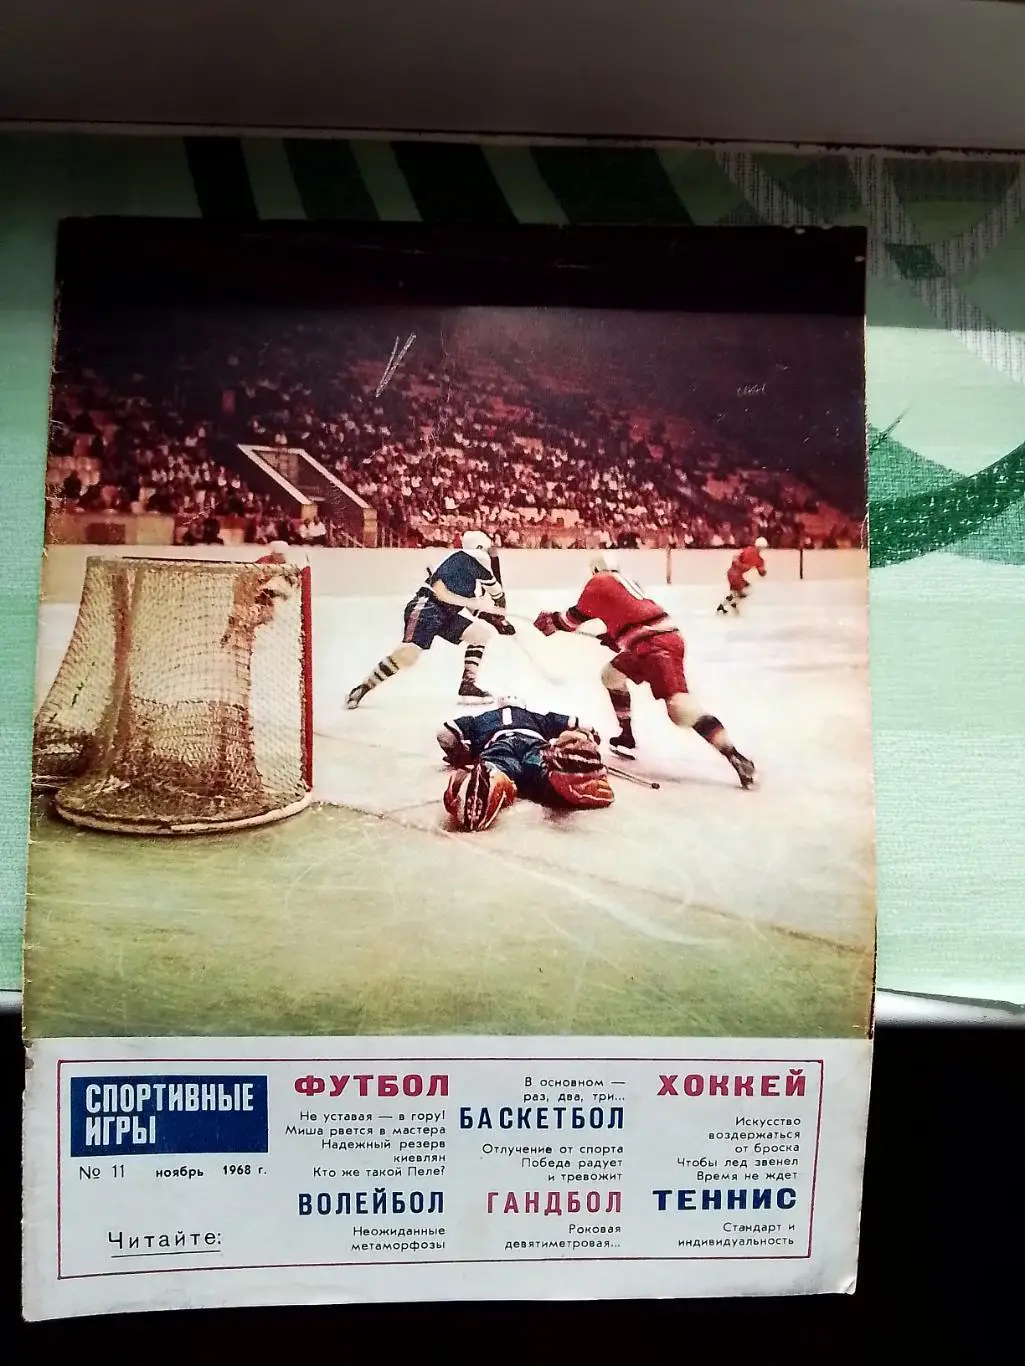 СПОРТИВНЫЕ
ИГРЫ
№ 11 ноябрь 1968 г.
Читайте:
ФУТБОЛ
Не уставая — в гору!
Миша рвется в мастера
Надежный резерв
киевлян
Кто же такой Пеле?
ВОЛЕЙБОЛ
Неожиданные
метаморфозы
В основном —
раз, два, три...
БАСКЕТБОЛ
Отлучение от спорта
Победа радует
и тревожит
ГАНДБОЛ
Роковая
девятиметровая...
ХОККЕЙ
Искусство
воздержаться
от броска
Чтобы лед звенел
Время не ждет
ТЕННИС
Стандарт и
индивидуальность